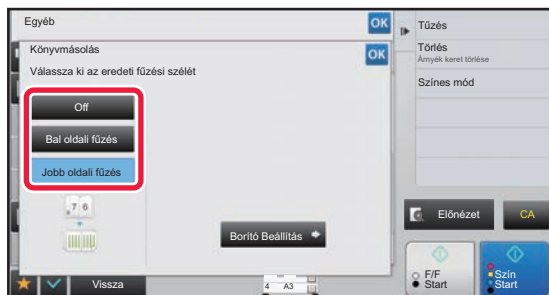 Egyéb
OK
Könyvmásolás
OK
Válassza ki az eredeti fűzési szélét
Off
Bal oldali fűzés
Jobb oldali fűzés
7 6
Borító Beállítás
Vissza
4 A3
Tűzés
Törlés
Árnyék keret törlése
Színes mód
Előnézet
CA
F/F
Start
Szín
Start